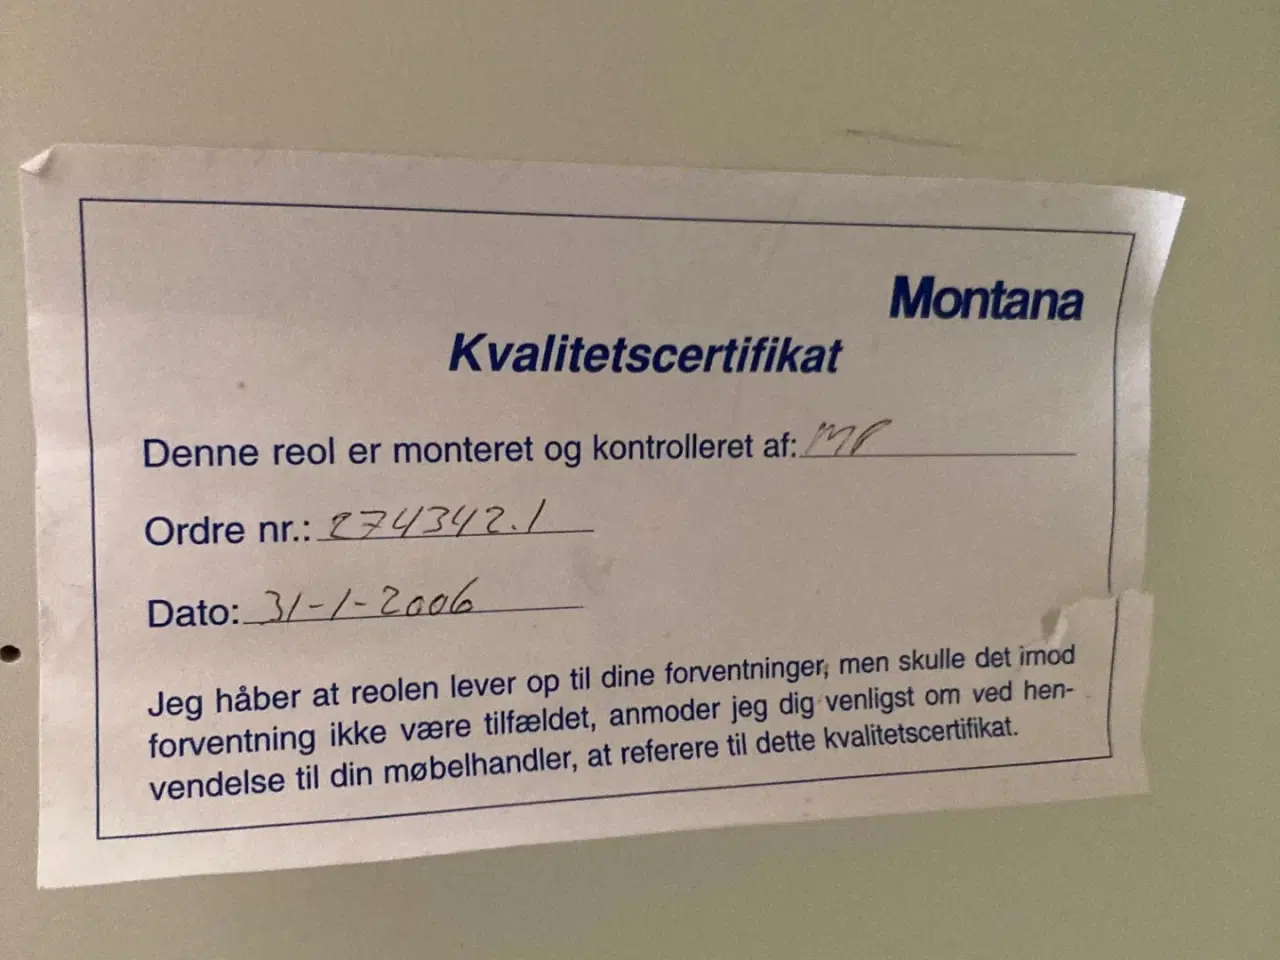 Montana
Kvalitetscertifikat
Denne reol er monteret og kontrolleret af: MP
Ordre nr.: 274342.1
Dato: 31-1-2006
Jeg håber at reolen lever op til dine forventninger, men skulle det imod
forventning ikke være tilfældet, anmoder jeg dig venligst om ved hen-
vendelse til din møbelhandler, at referere til dette kvalitetscertifikat.